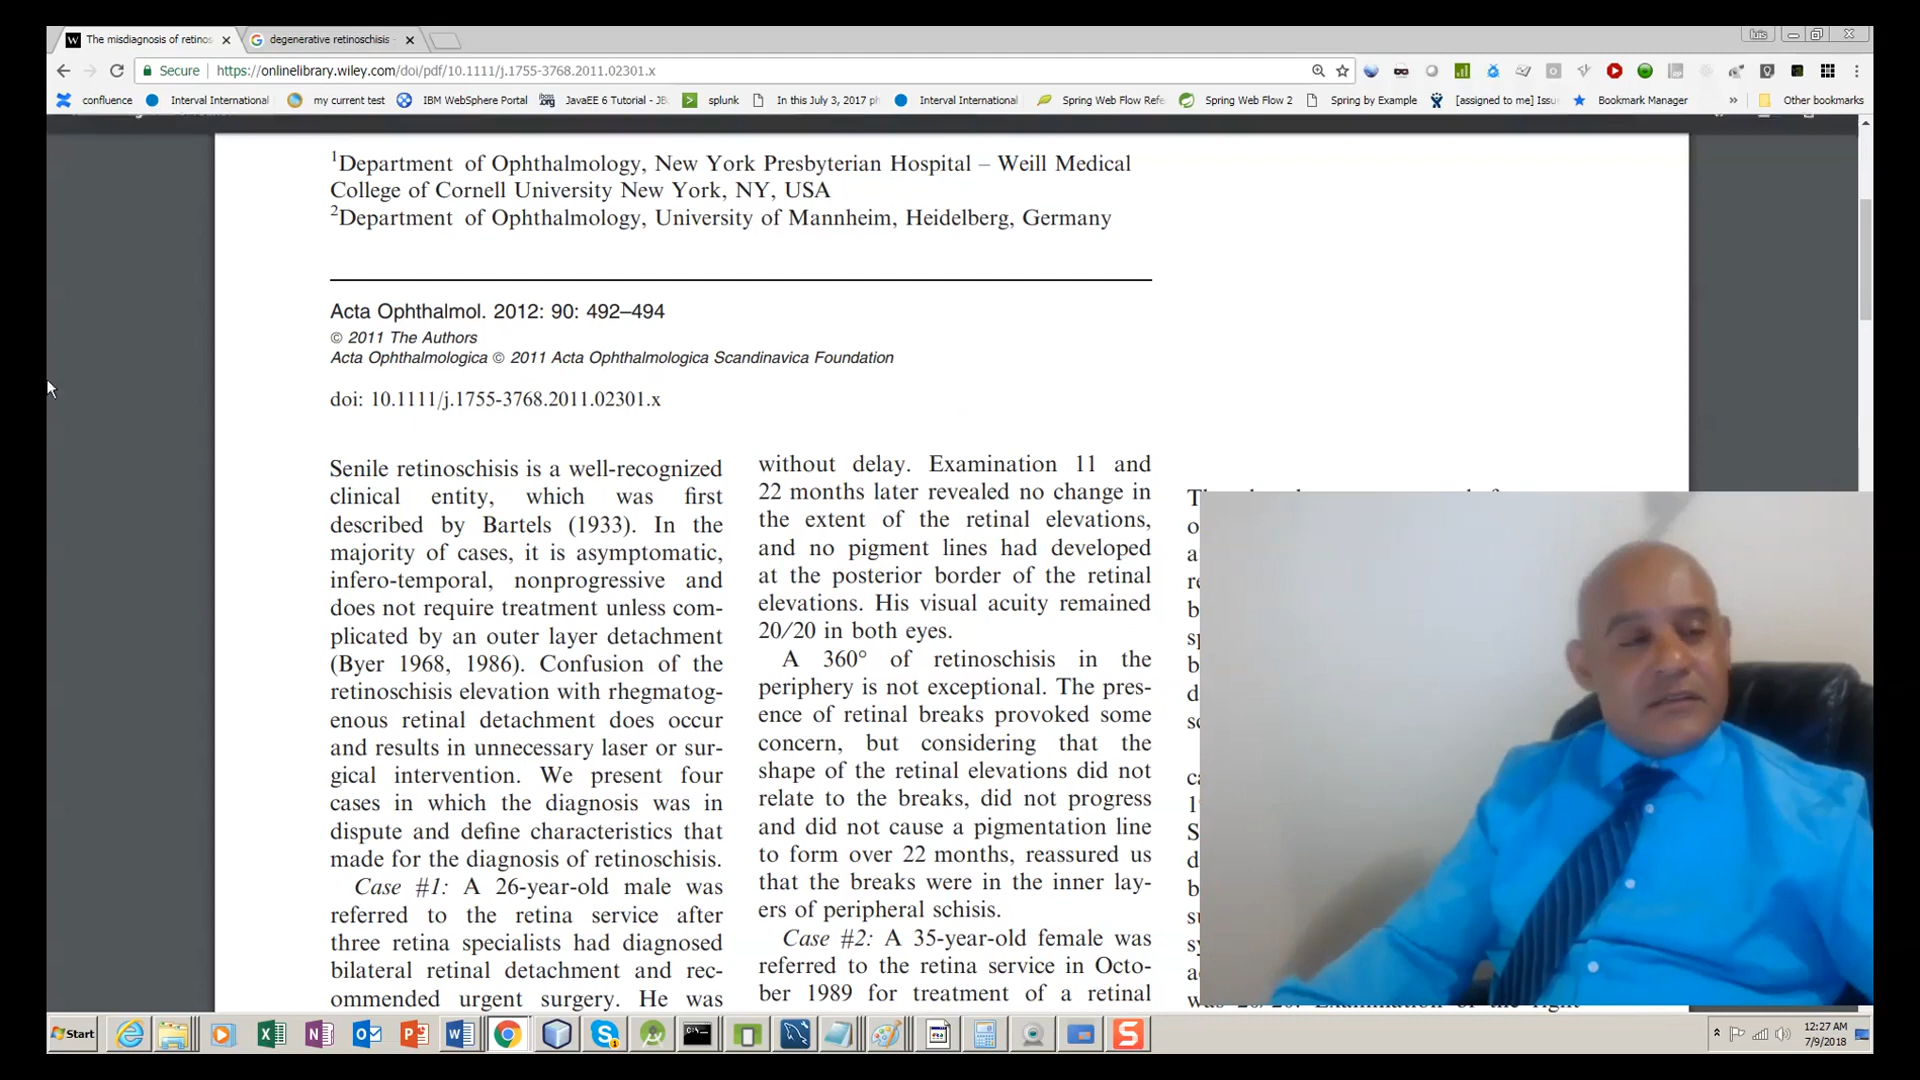 The misdiagnosis of retinos
degenerative retinoschisis -
luis
Secure
https://onlinelibrary.wiley.com/doi/pdf/10.1111/j.1755-3768.2011.02301.x
confluence
Interval International
my current test
IBM WebSphere Portal
JavaEE 6 Tutorial - JB
splunk
In this July 3, 2017 ph
Interval International
Spring Web Flow Refe
Spring Web Flow 2
Spring by Example
[assigned to me] Issu
Bookmark Manager
»
Other bookmarks
1Department of Ophthalmology, New York Presbyterian Hospital – Weill Medical
College of Cornell University New York, NY, USA
2Department of Ophthalmology, University of Mannheim, Heidelberg, Germany
Acta Ophthalmol. 2012: 90: 492–494
© 2011 The Authors
Acta Ophthalmologica © 2011 Acta Ophthalmologica Scandinavica Foundation
doi: 10.1111/j.1755-3768.2011.02301.x
Senile retinoschisis is a well-recognized
clinical entity, which was first
described by Bartels (1933). In the
majority of cases, it is asymptomatic,
infero-temporal, nonprogressive and
does not require treatment unless com-
plicated by an outer layer detachment
(Byer 1968, 1986). Confusion of the
retinoschisis elevation with rhegmatog-
enous retinal detachment does occur
and results in unnecessary laser or sur-
gical intervention. We present four
cases in which the diagnosis was in
dispute and define characteristics that
made for the diagnosis of retinoschisis.
Case #1: A 26-year-old male was
referred to the retina service after
three retina specialists had diagnosed
bilateral retinal detachment and rec-
ommended urgent surgery. He was
without delay. Examination 11 and
22 months later revealed no change in
the extent of the retinal elevations,
and no pigment lines had developed
at the posterior border of the retinal
elevations. His visual acuity remained
20/20 in both eyes.
A 360° of retinoschisis in the
periphery is not exceptional. The pres-
ence of retinal breaks provoked some
concern, but considering that the
shape of the retinal elevations did not
relate to the breaks, did not progress
and did not cause a pigmentation line
to form over 22 months, reassured us
that the breaks were in the inner lay-
ers of peripheral schisis.
Case #2: A 35-year-old female was
referred to the retina service in Octo-
ber 1989 for treatment of a retinal
Start
12:27 AM
7/9/2018